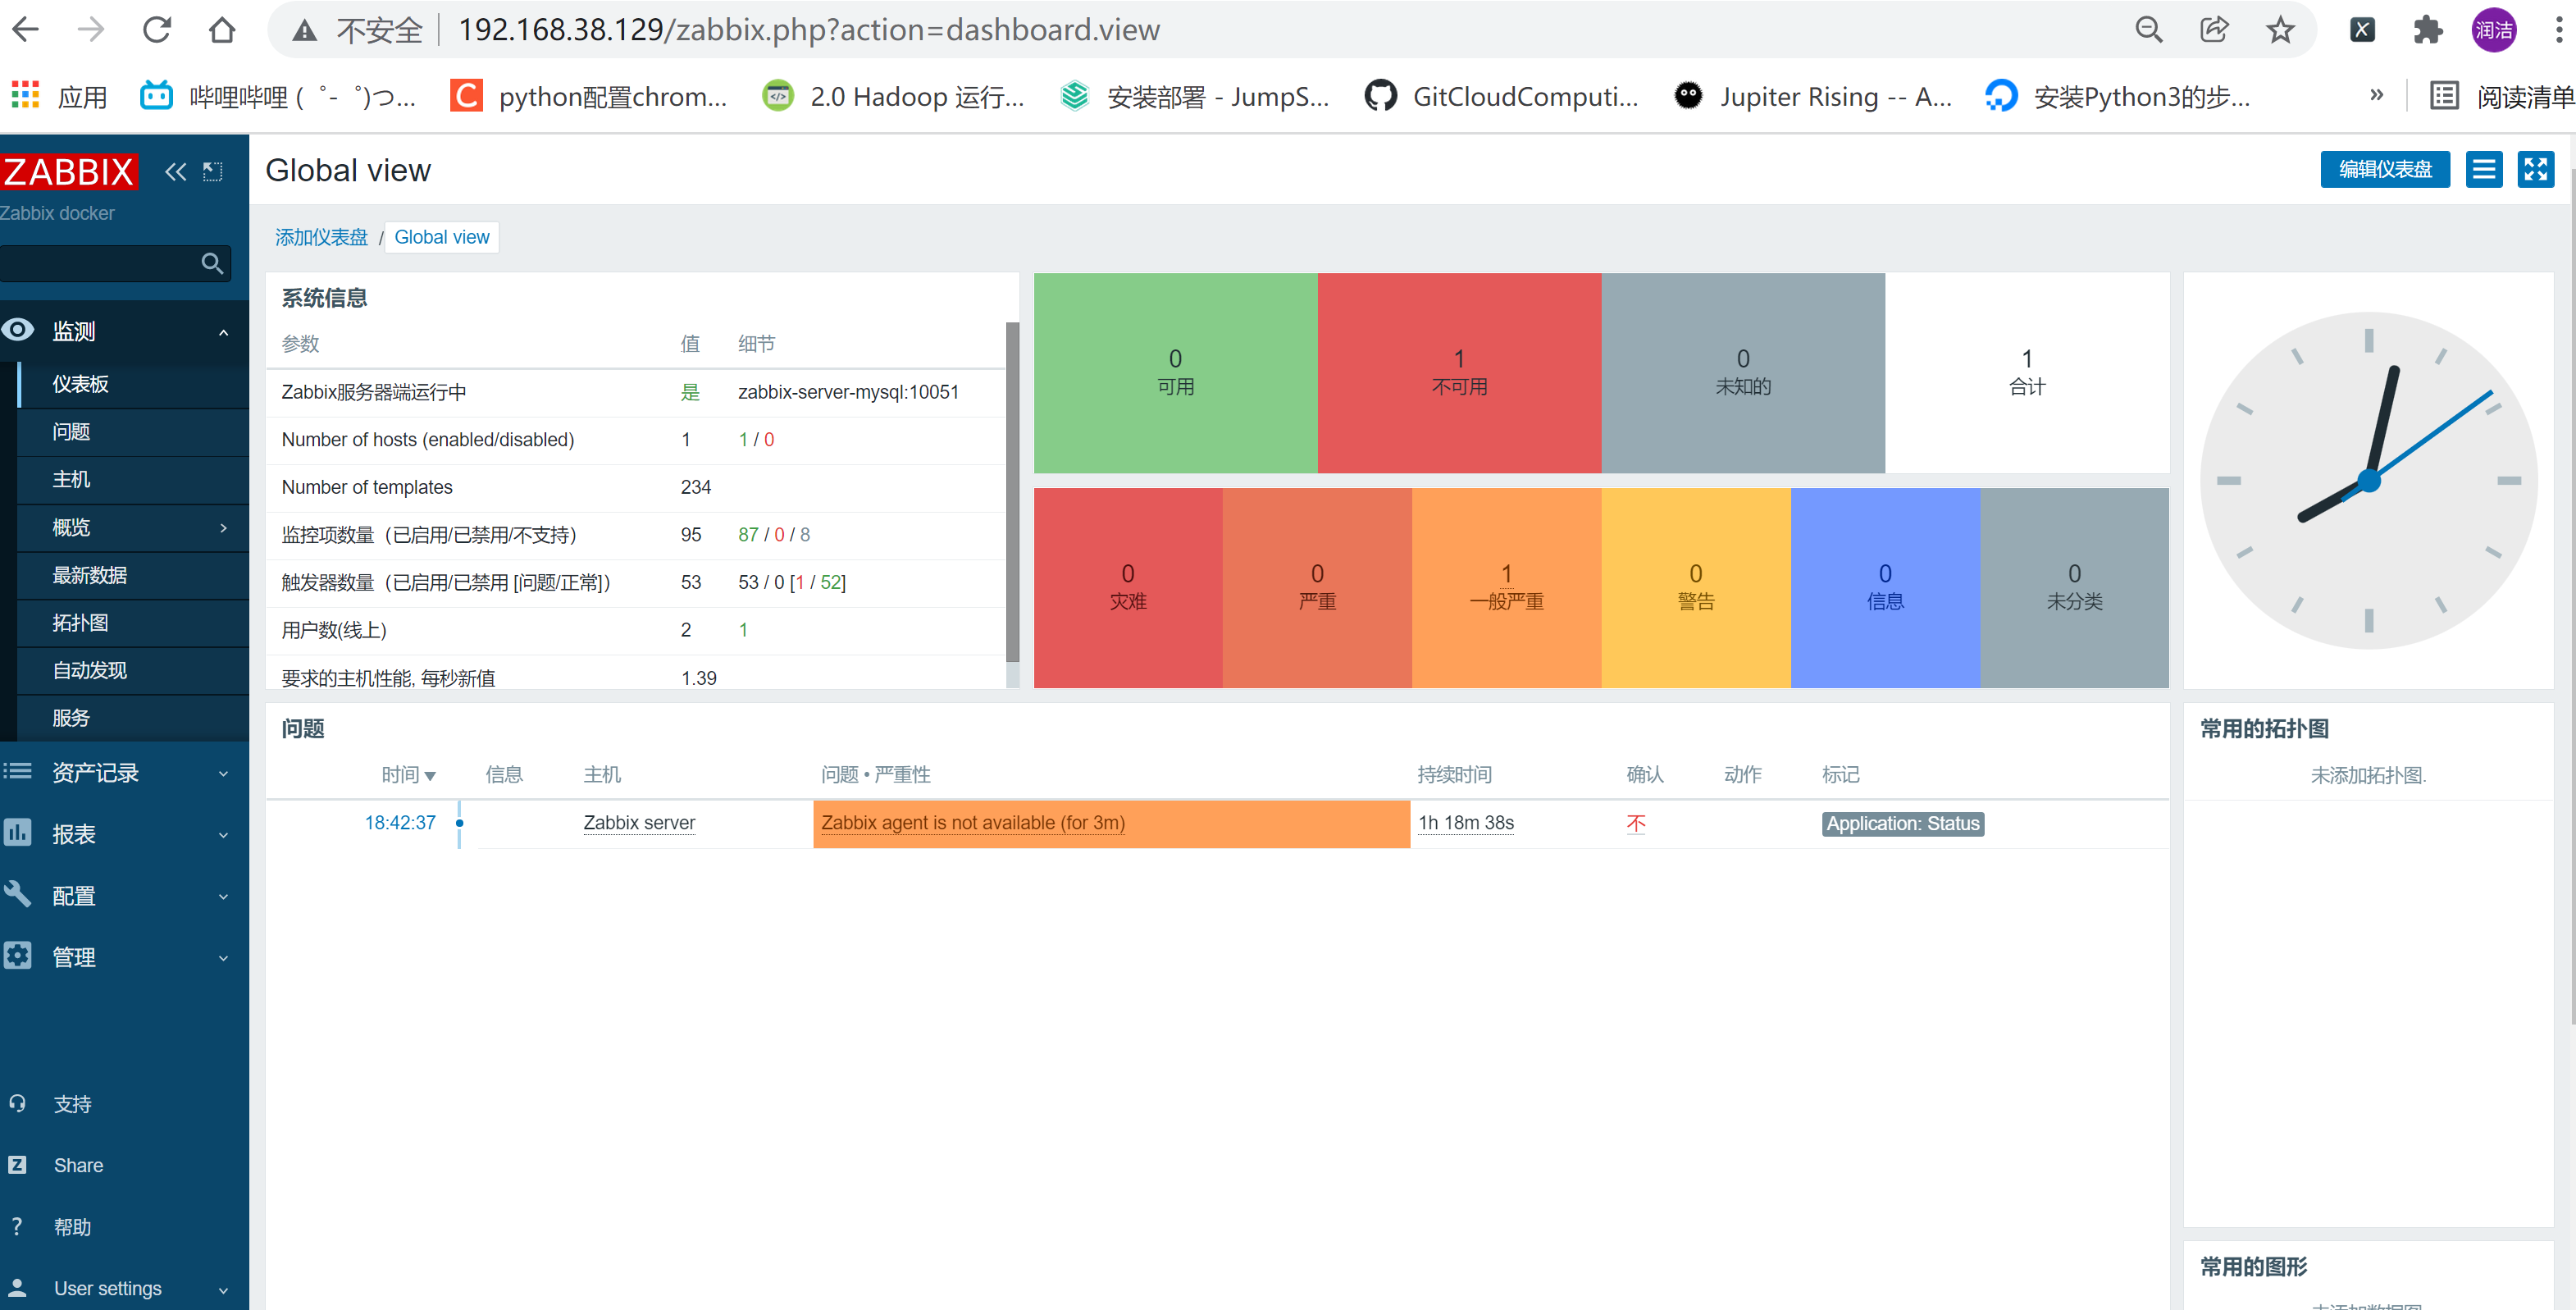 不安全 192.168.38.129/zabbix.php?action=dashboard.view 润洁
应用 哔哩哔哩 (゜-゜)つ... python配置chrom... 2.0 Hadoop 运行... 安装部署 - JumpS... GitCloudComputi... Jupiter Rising -- A... 安装Python3的步... » 阅读清单
ZABBIX
Zabbix docker
监测
仪表板
问题
主机
概览
最新数据
拓扑图
自动发现
服务
资产记录
报表
配置
管理
支持
Share
帮助
User settings
Global view 编辑仪表盘
添加仪表盘 / Global view
系统信息
参数 值 细节
Zabbix服务器端运行中 是 zabbix-server-mysql:10051
Number of hosts (enabled/disabled) 1 1 / 0
Number of templates 234
监控项数量（已启用/已禁用/不支持） 95 87 / 0 / 8
触发器数量（已启用/已禁用 [问题/正常]） 53 53 / 0 [1 / 52]
用户数(线上) 2 1
要求的主机性能, 每秒新值 1.39
0 可用
1 不可用
0 未知的
1 合计
0 灾难
0 严重
1 一般严重
0 警告
0 信息
0 未分类
问题
时间 信息 主机 问题 • 严重性 持续时间 确认 动作 标记
18:42:37 Zabbix server Zabbix agent is not available (for 3m) 1h 18m 38s 不 Application: Status
常用的拓扑图
未添加拓扑图.
常用的图形